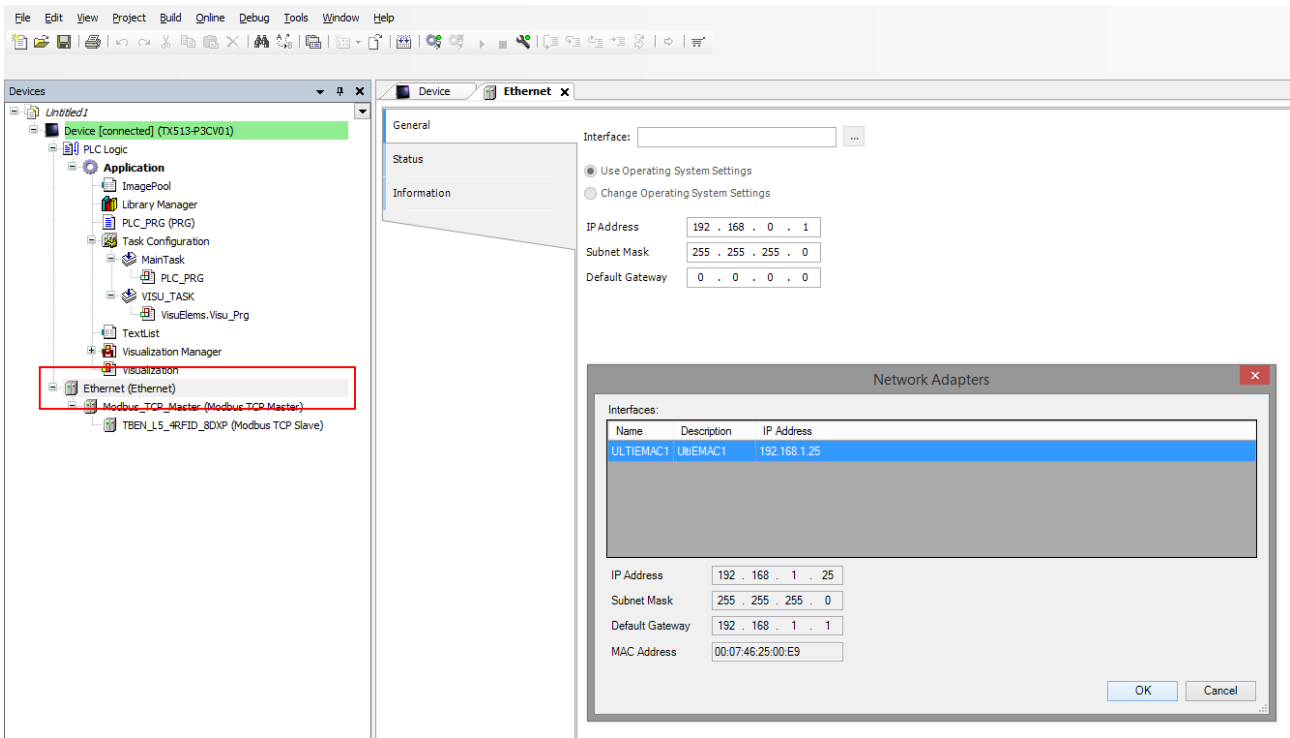 File Edit View Project Build Online Debug Tools Window Help
Devices
Untitled1
Device [connected] (TX513-P3CV01)
PLC Logic
Application
ImagePool
Library Manager
PLC_PRG (PRG)
Task Configuration
MainTask
PLC_PRG
VISU_TASK
VisuElems.Visu_Prg
TextList
Visualization Manager
Visualization
Ethernet (Ethernet)
Modbus_TCP_Master (Modbus TCP Master)
TBEN_L5_4RFID_8DXP (Modbus TCP Slave)
Device Ethernet
General
Status
Information
Interface: ...
Use Operating System Settings
Change Operating System Settings
IP Address 192 . 168 . 0 . 1
Subnet Mask 255 . 255 . 255 . 0
Default Gateway 0 . 0 . 0 . 0
Network Adapters
Interfaces:
Name Description IP Address
ULTIEMAC1 UltiEMAC1 192.168.1.25
IP Address 192 . 168 . 1 . 25
Subnet Mask 255 . 255 . 255 . 0
Default Gateway 192 . 168 . 1 . 1
MAC Address 00:07:46:25:00:E9
OK Cancel